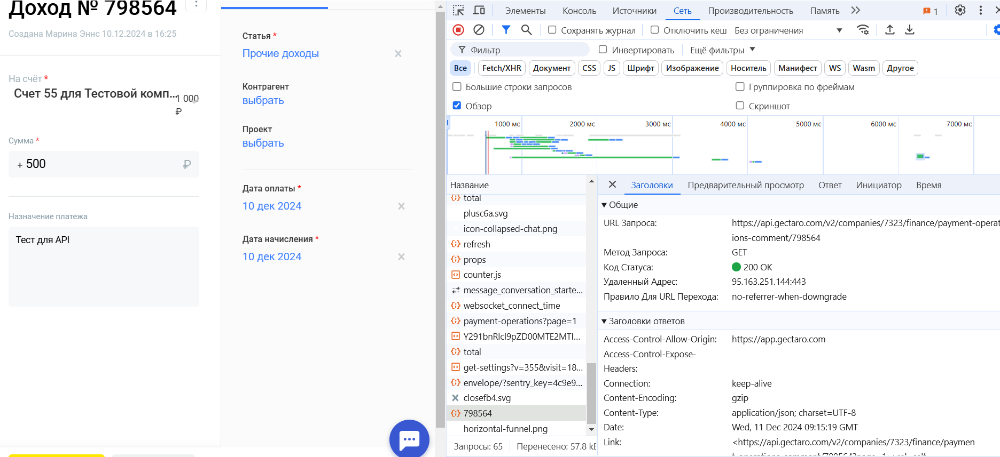 Доход № 798564
Создана Марина Эннс 10.12.2024 в 16:25
На счёт *
Счет 55 для Тестовой комп...
1 000
₽
Сумма *
+ 500 ₽
Назначение платежа
Тест для API
Статья *
Прочие доходы
Контрагент
выбрать
Проект
выбрать
Дата оплаты *
10 дек 2024
Дата начисления *
10 дек 2024
Элементы Консоль Источники Сеть Производительность Память 1
Сохранять журнал Отключить кеш Без ограничения
Фильтр Инвертировать Ещё фильтры
Все Fetch/XHR Документ CSS JS Шрифт Изображение Носитель Манифест WS Wasm Другое
Большие строки запросов Группировка по фреймам
Обзор Скриншот
1000 мс 2000 мс 3000 мс 4000 мс 5000 мс 6000 мс 7000 мс
Название
total
plusc6a.svg
icon-collapsed-chat.png
refresh
props
counter.js
message_conversation_starte...
websocket_connect_time
payment-operations?page=1
Y291bnRlcl9pZD00MTE2MTI...
total
get-settings?v=355&visit=18...
envelope/?sentry_key=4c9e9...
closefb4.svg
798564
horizontal-funnel.png
Запросы: 65 Перенесено: 57.8 kE
Заголовки Предварительный просмотр Ответ Инициатор Время
Общие
URL Запроса: https://api.gectaro.com/v2/companies/7323/finance/payment-operat
ions-comment/798564
Метод Запроса: GET
Код Статуса: 200 OK
Удаленный Адрес: 95.163.251.144:443
Правило Для URL Перехода: no-referrer-when-downgrade
Заголовки ответов
Access-Control-Allow-Origin: https://app.gectaro.com
Access-Control-Expose-
Headers:
Connection: keep-alive
Content-Encoding: gzip
Content-Type: application/json; charset=UTF-8
Date: Wed, 11 Dec 2024 09:15:19 GMT
Link: <https://api.gectaro.com/v2/companies/7323/finance/paymen
t-operations-comment/798564?page=1>; rel=self